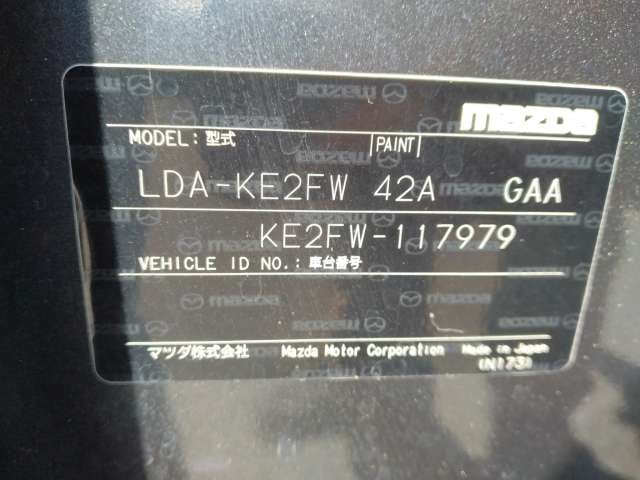 mazda
MODEL: 型式 PAINT
LDA-KE2FW 42A GAA
KE2FW-117979
VEHICLE ID NO.: 車台番号
マツダ株式会社 Mazda Motor Corporation Made in Japan
(N173)